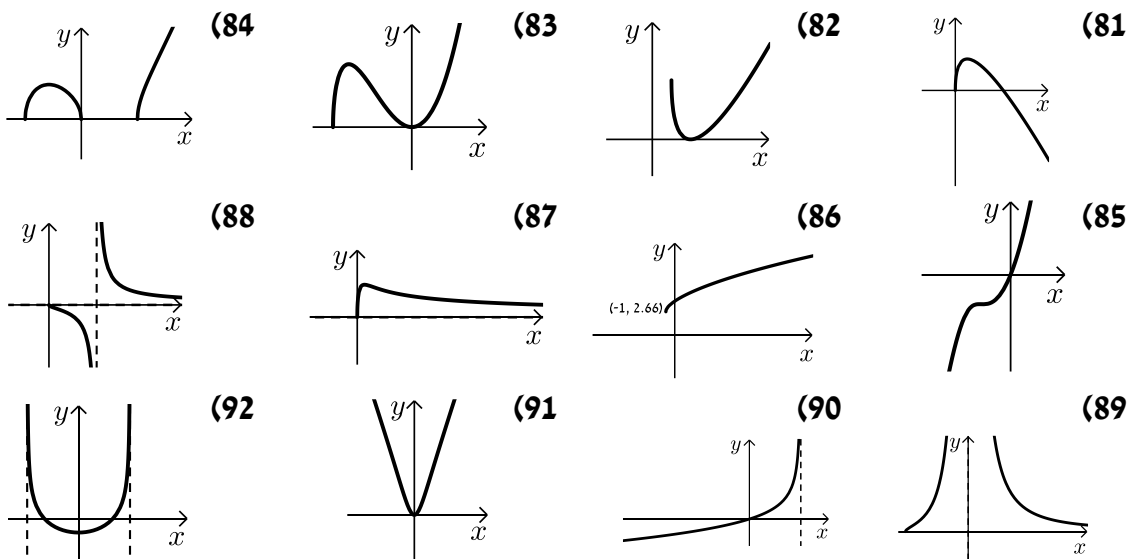 (84 (83 (82 (81
y y y y
x x x x
(88 (87 (86 (85
y y y y
(-1, 2.66)
x x x x
(92 (91 (90 (89
y y y y
x x x x